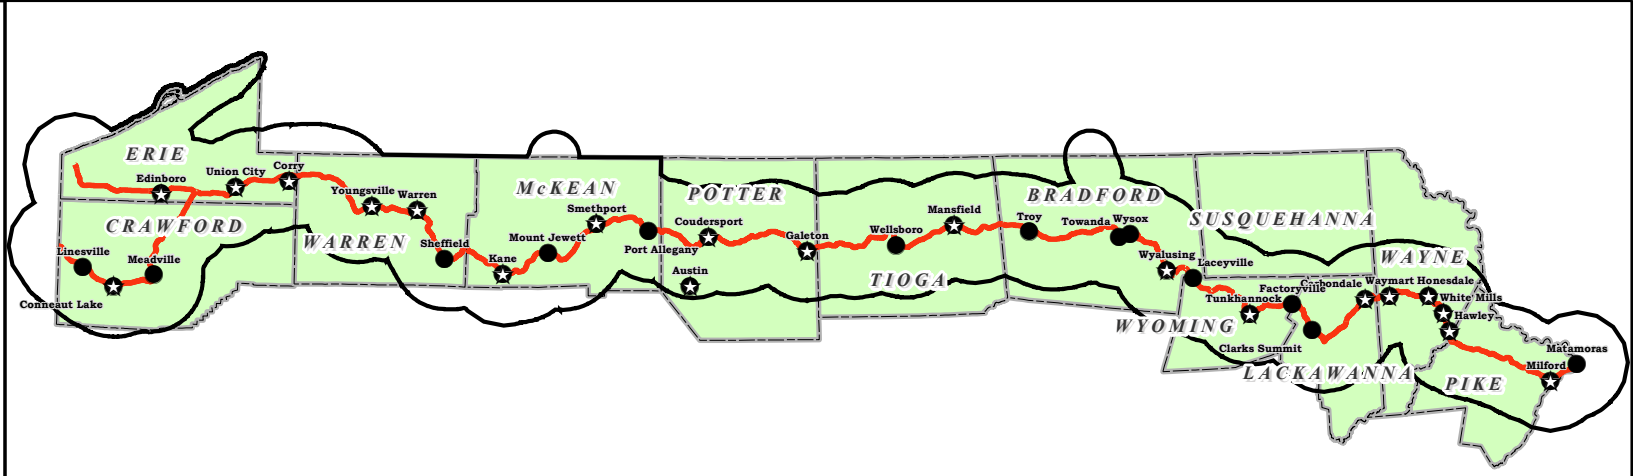 ERIE
Edinboro
Union City
Corry
CRAWFORD
Linesville
Meadville
Conneaut Lake
Youngsville
Warren
WARREN
Sheffield
McKEAN
Smethport
Mount Jewett
Kane
Port Allegany
POTTER
Coudersport
Galeton
Austin
Mansfield
Wellsboro
TIOGA
BRADFORD
Troy
Towanda
Wysox
Wyalusing
Laceyville
SUSQUEHANNA
WYOMING
Tunkhannock
Factoryville
Clarks Summit
Carbondale
LACKAWANNA
WAYNE
Waymart
Honesdale
White Mills
Hawley
PIKE
Milford
Matamoras